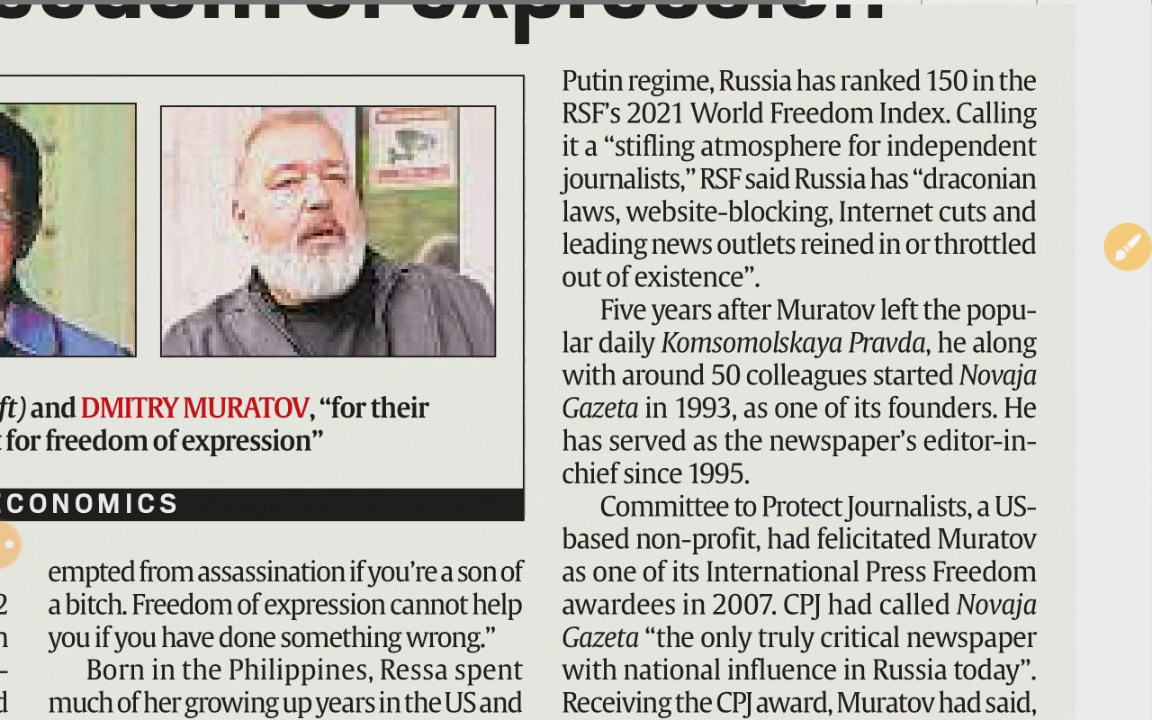 freedom of expression
ft) and DMITRY MURATOV, “for their
t for freedom of expression”
ECONOMICS
2
n
-
d
empted from assassination if you’re a son of
a bitch. Freedom of expression cannot help
you if you have done something wrong.”
Born in the Philippines, Ressa spent
much of her growing up years in the US and
Putin regime, Russia has ranked 150 in the
RSF’s 2021 World Freedom Index. Calling
it a “stifling atmosphere for independent
journalists,” RSF said Russia has “draconian
laws, website-blocking, Internet cuts and
leading news outlets reined in or throttled
out of existence”.
Five years after Muratov left the popu-
lar daily Komsomolskaya Pravda, he along
with around 50 colleagues started Novaja
Gazeta in 1993, as one of its founders. He
has served as the newspaper’s editor-in-
chief since 1995.
Committee to Protect Journalists, a US-
based non-profit, had felicitated Muratov
as one of its International Press Freedom
awardees in 2007. CPJ had called Novaja
Gazeta “the only truly critical newspaper
with national influence in Russia today”.
Receiving the CPJ award, Muratov had said,